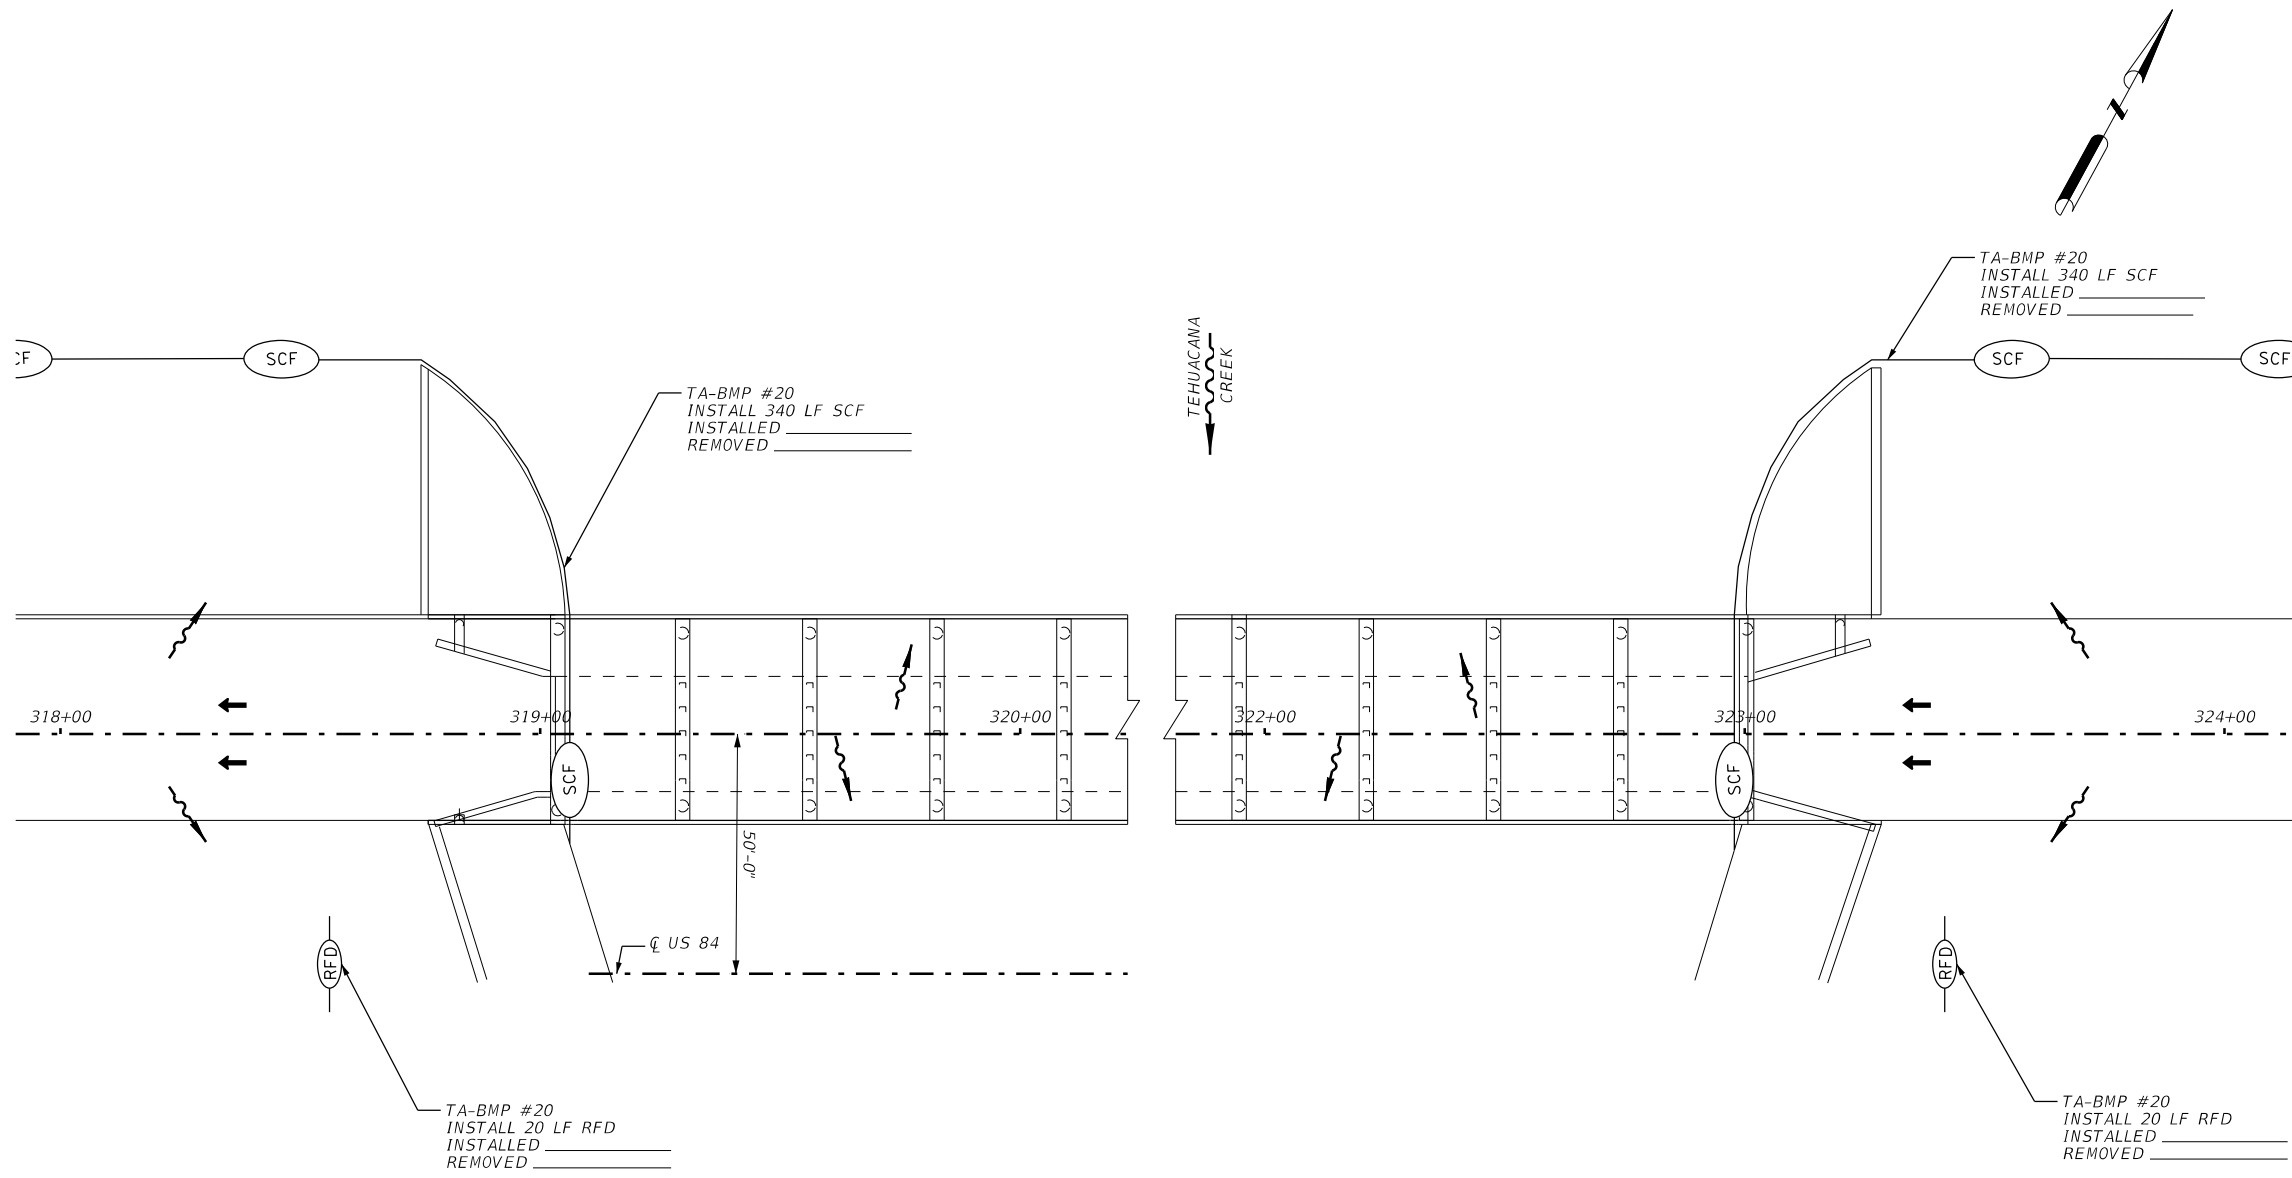 N
TA-BMP #20
INSTALL 340 LF SCF
INSTALLED
REMOVED
CF
SCF
TA-BMP #20
INSTALL 340 LF SCF
INSTALLED
REMOVED
TEHUACANA
CREEK
SCF
SCF
318+00
319+00
320+00
322+00
323+00
324+00
SCF
SCF
50'-0"
℄ US 84
RFD
RFD
TA-BMP #20
INSTALL 20 LF RFD
INSTALLED
REMOVED
TA-BMP #20
INSTALL 20 LF RFD
INSTALLED
REMOVED